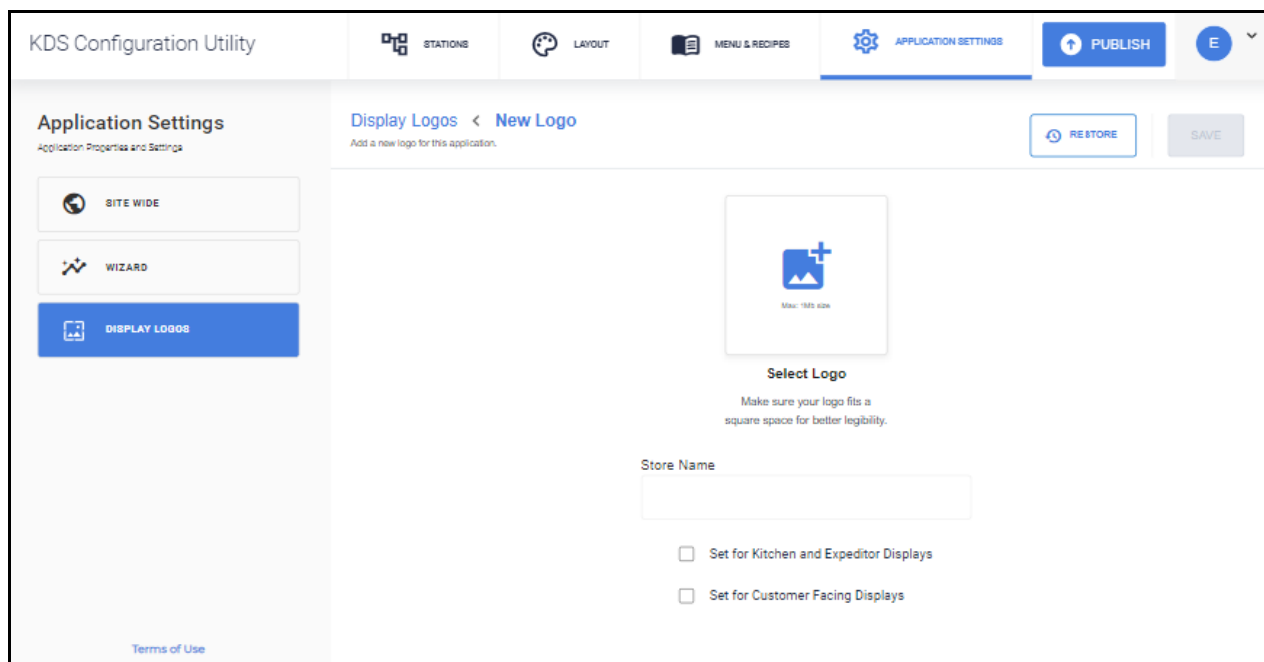 KDS Configuration Utility
STATIONS
LAYOUT
MENU & RECIPES
APPLICATION SETTINGS
PUBLISH
E
Application Settings
Application Properties and Settings
SITE WIDE
WIZARD
DISPLAY LOGOS
Terms of Use
Display Logos < New Logo
Add a new logo for this application.
RESTORE
SAVE
Max: 1Mb size
Select Logo
Make sure your logo fits a
square space for better legibility.
Store Name
Set for Kitchen and Expeditor Displays
Set for Customer Facing Displays